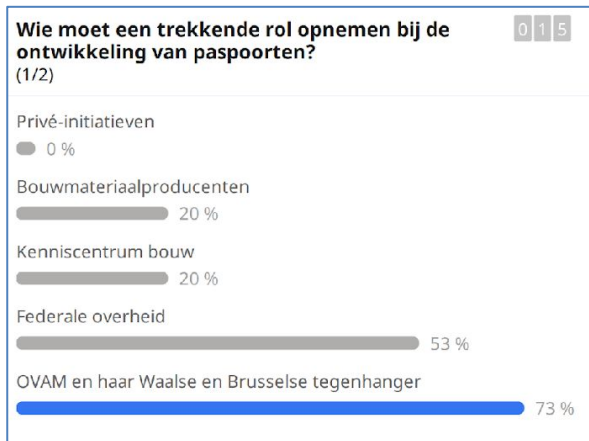 Wie moet een trekkende rol opnemen bij de
ontwikkeling van paspoorten?
(1/2)
0 1 5
Privé-initiatieven
0 %
Bouwmateriaalproducenten
20 %
Kenniscentrum bouw
20 %
Federale overheid
53 %
OVAM en haar Waalse en Brusselse tegenhanger
73 %